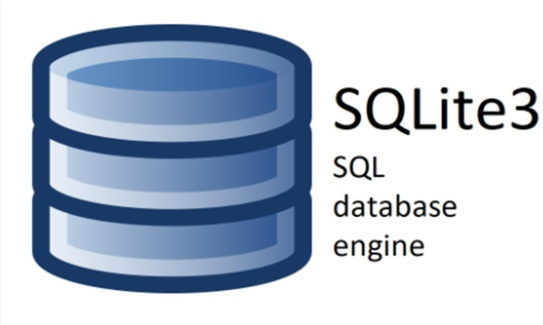 SQLite3
SQL
database
engine